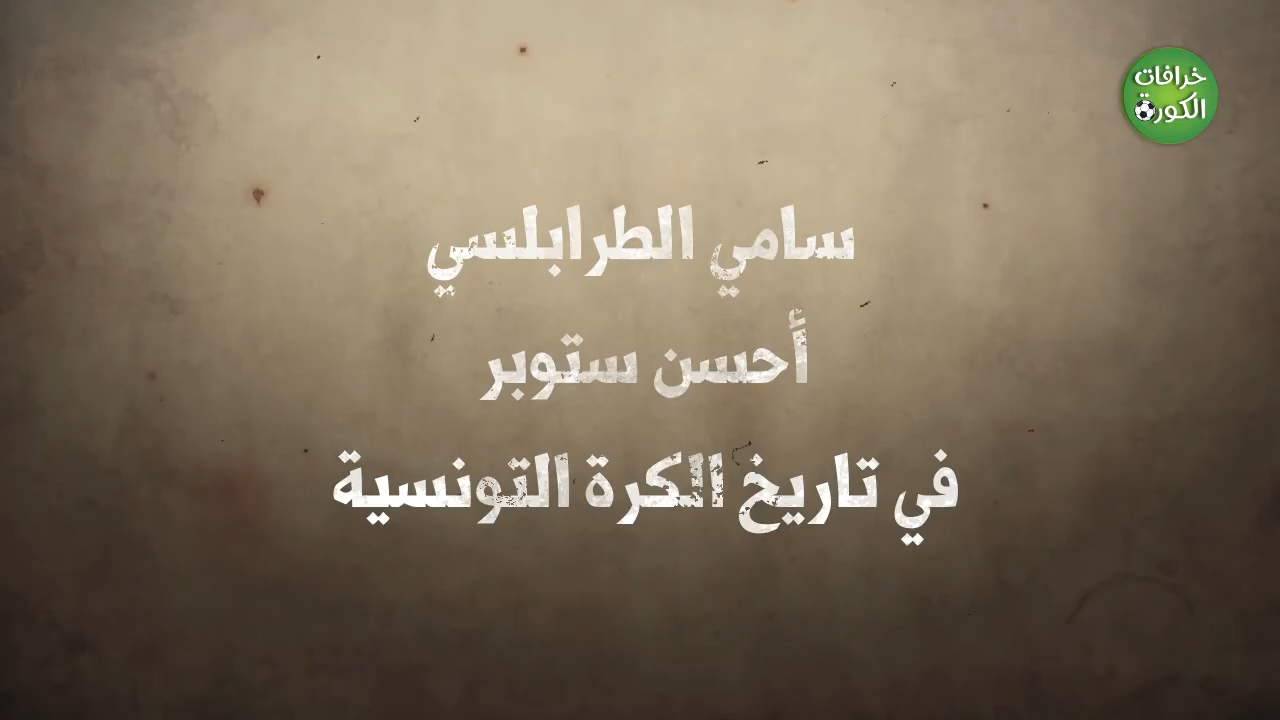 خرافات
الكورة
سامي الطرابلسي
أحسن ستوبر
في تاريخ الكرة التونسية